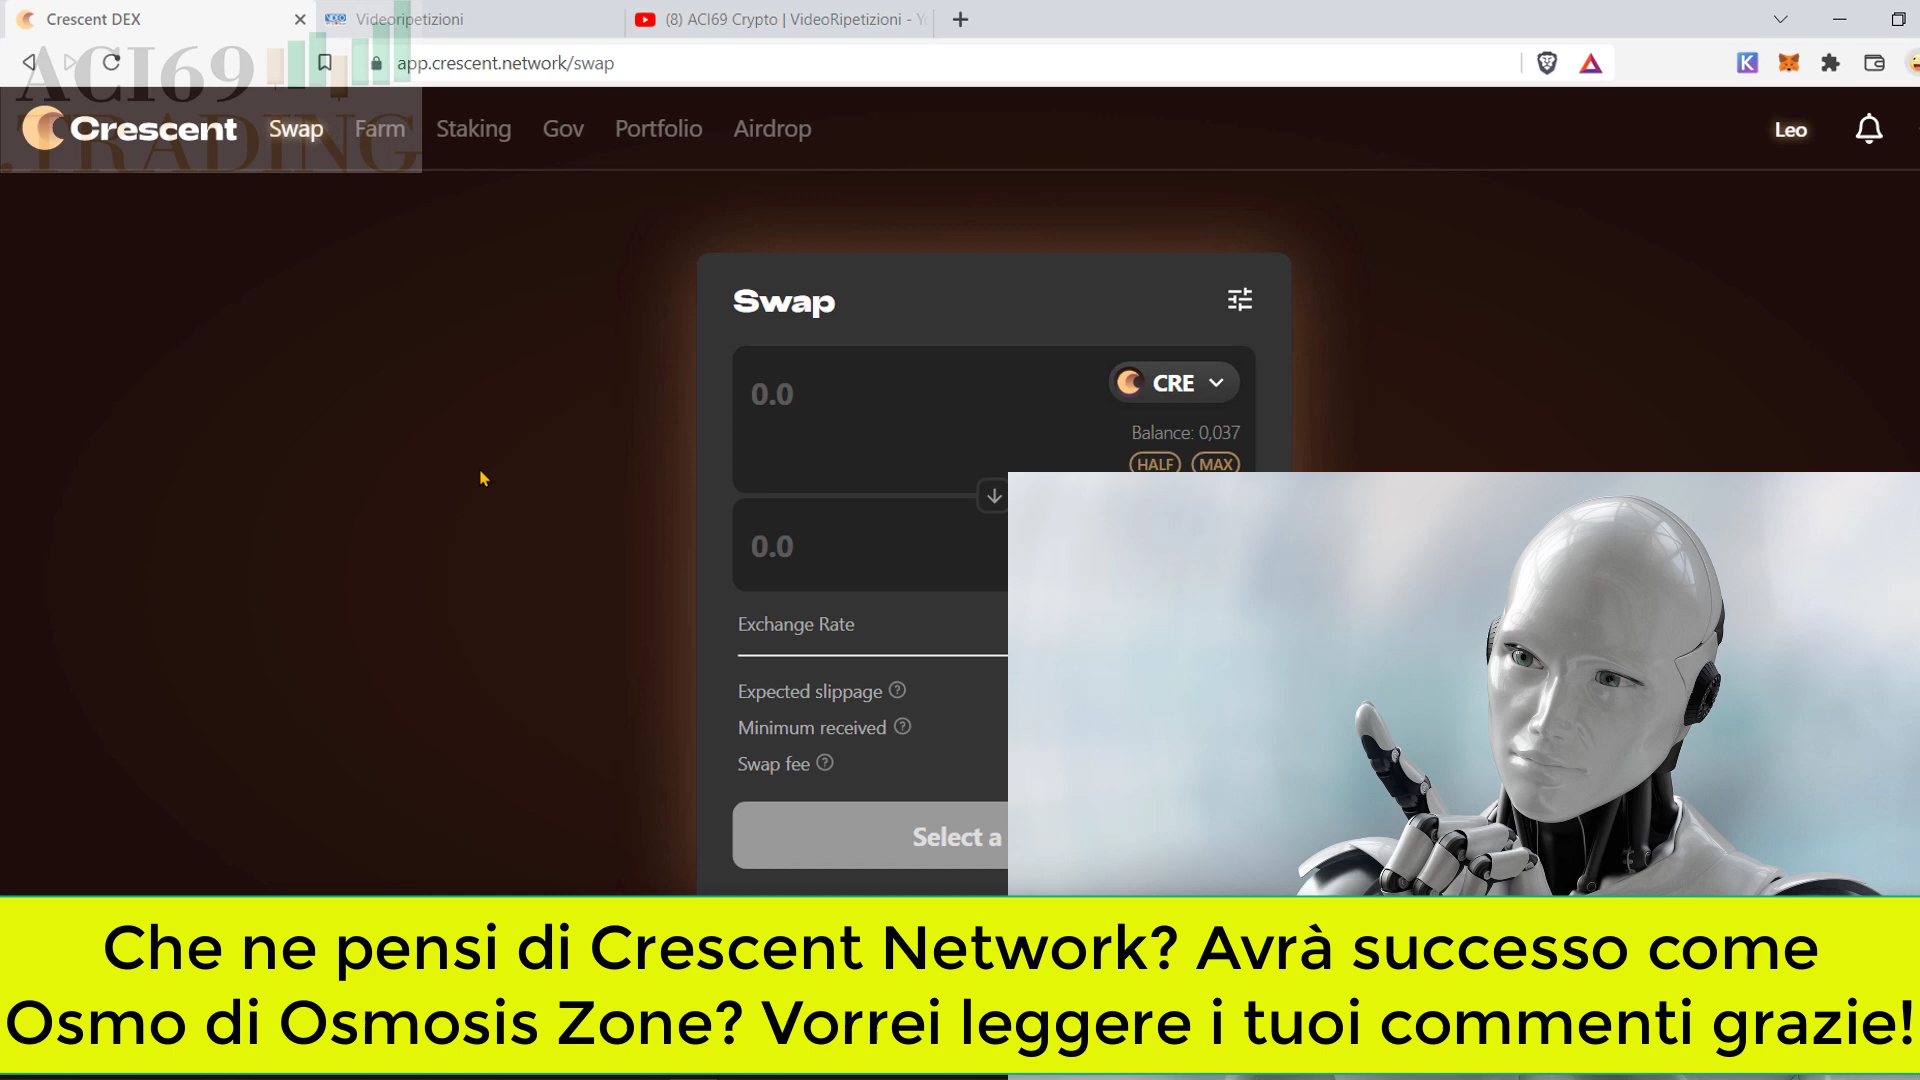 Crescent DEX
Videoripetizioni
(8) ACI69 Crypto | VideoRipetizioni - Y
app.crescent.network/swap
K
ACI69
.TRADING
Crescent
Swap
Farm
Staking
Gov
Portfolio
Airdrop
Leo
Swap
0.0
CRE
Balance: 0,037
HALF
MAX
0.0
Exchange Rate
Expected slippage
Minimum received
Swap fee
Select a
Che ne pensi di Crescent Network? Avrà successo come
Osmo di Osmosis Zone? Vorrei leggere i tuoi commenti grazie!